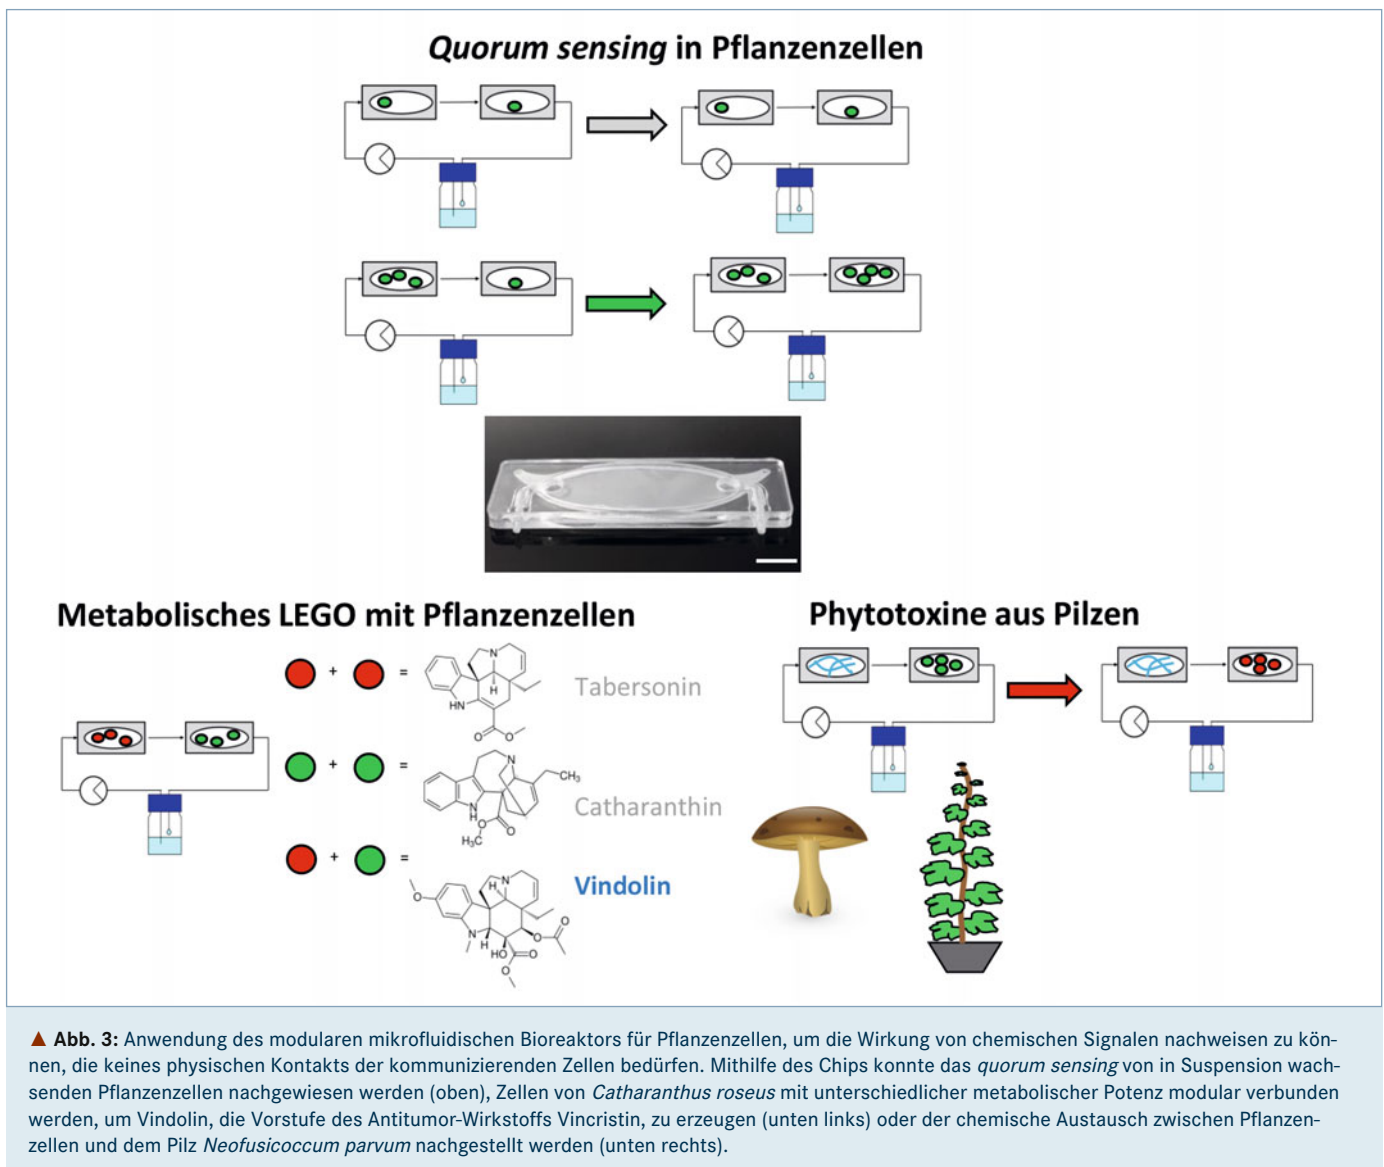 Quorum sensing in Pflanzenzellen
Metabolisches LEGO mit Pflanzenzellen
+ =
N
H
HN
O
O
Tabersonin
+ =
N
CH₃
N
H
O
O
H₃C
Catharanthin
+ =
Vindolin
H
N
O
N
H
O
O
HO
O
O
Phytotoxine aus Pilzen
▲ Abb. 3: Anwendung des modularen mikrofluidischen Bioreaktors für Pflanzenzellen, um die Wirkung von chemischen Signalen nachweisen zu kön-
nen, die keines physischen Kontakts der kommunizierenden Zellen bedürfen. Mithilfe des Chips konnte das quorum sensing von in Suspension wach-
senden Pflanzenzellen nachgewiesen werden (oben), Zellen von Catharanthus roseus mit unterschiedlicher metabolischer Potenz modular verbunden
werden, um Vindolin, die Vorstufe des Antitumor-Wirkstoffs Vincristin, zu erzeugen (unten links) oder der chemische Austausch zwischen Pflanzen-
zellen und dem Pilz Neofusicoccum parvum nachgestellt werden (unten rechts).